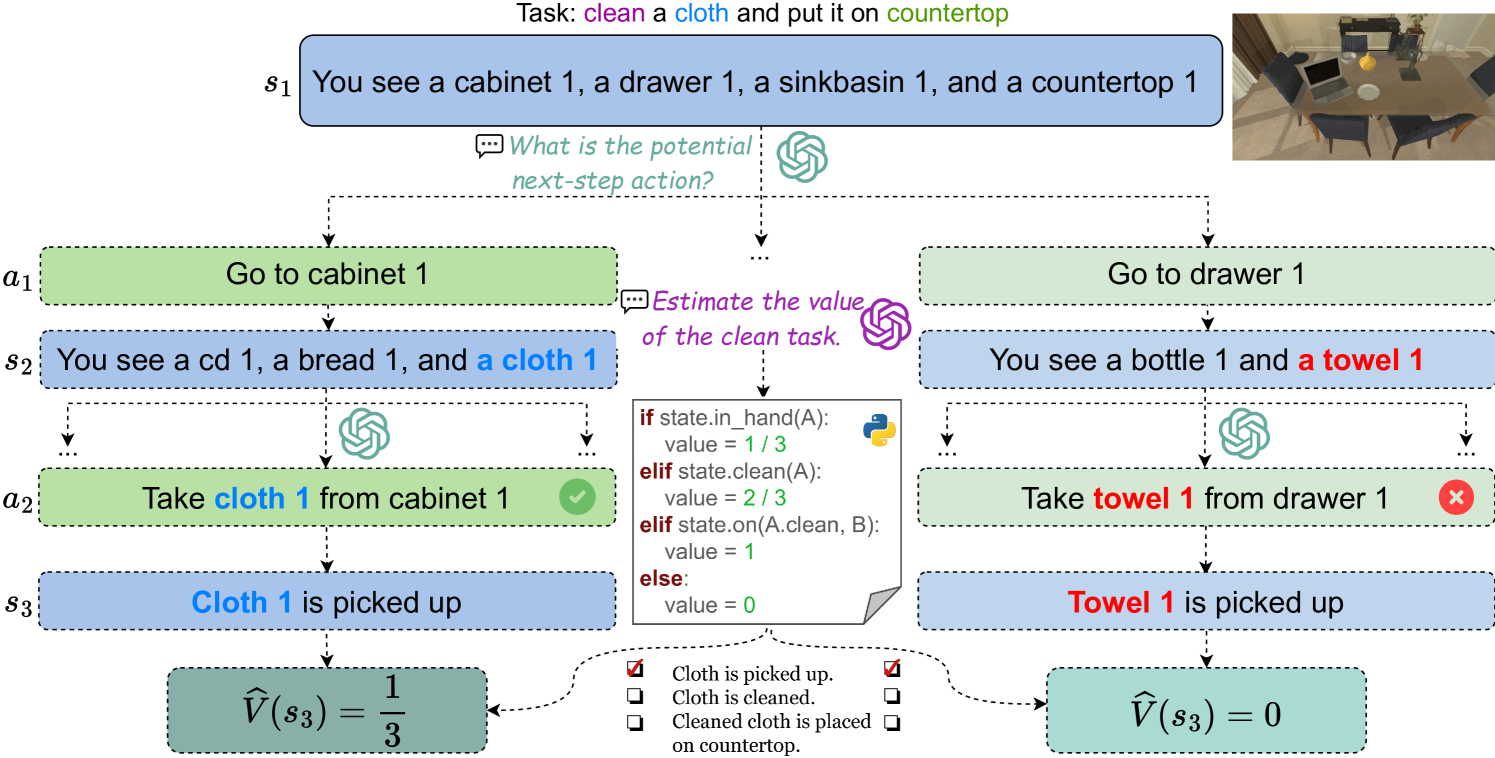 Task: clean a cloth and put it on countertop
s₁
You see a cabinet 1, a drawer 1, a sinkbasin 1, and a countertop 1
What is the potential
next-step action?
a₁
Go to cabinet 1
...
Go to drawer 1
Estimate the value
of the clean task.
s₂
You see a cd 1, a bread 1, and a cloth 1
You see a bottle 1 and a towel 1
...
...
...
...
a₂
Take cloth 1 from cabinet 1
Take towel 1 from drawer 1
if state.in_hand(A):
value = 1 / 3
elif state.clean(A):
value = 2 / 3
elif state.on(A.clean, B):
value = 1
else:
value = 0
s₃
Cloth 1 is picked up
Towel 1 is picked up
V̂(s₃) = 1/3
Cloth is picked up.
Cloth is cleaned.
Cleaned cloth is placed
on countertop.
V̂(s₃) = 0